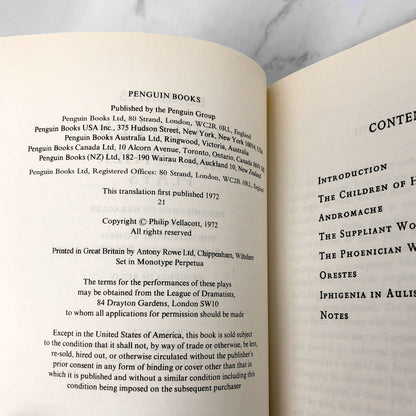 PENGUIN BOOKS
Published by the Penguin Group
Penguin Books Ltd, 80 Strand, London, WC2R 0RL, England
Penguin Books USA Inc., 375 Hudson Street, New York, New York 10014, USA
Penguin Books Australia Ltd, Ringwood, Victoria, Australia
Penguin Books Canada Ltd, 10 Alcorn Avenue, Toronto, Ontario, Canada
Penguin Books (NZ) Ltd, 182–190 Wairau Road, Auckland 10, New Zealand
Penguin Books Ltd, Registered Offices: 80 Strand, London, WC2R 0RL, England
This translation first published 1972
21
Copyright © Philip Vellacott, 1972
All rights reserved
Printed in Great Britain by Antony Rowe Ltd, Chippenham, Wiltshire
Set in Monotype Perpetua
The terms for the performances of these plays
may be obtained from the League of Dramatists,
84 Drayton Gardens, London SW10
to whom all applications for permission should be made
Except in the United States of America, this book is sold subject
to the condition that it shall not, by way of trade or otherwise, be lent,
re-sold, hired out, or otherwise circulated without the publisher's
prior consent in any form of binding or cover other than that in
which it is published and without a similar condition including this
condition being imposed on the subsequent purchaser
CONTEN
Introduction
The Children of H
Andromache
The Suppliant Wo
The Phoenician W
Orestes
Iphigenia in Aulis
Notes